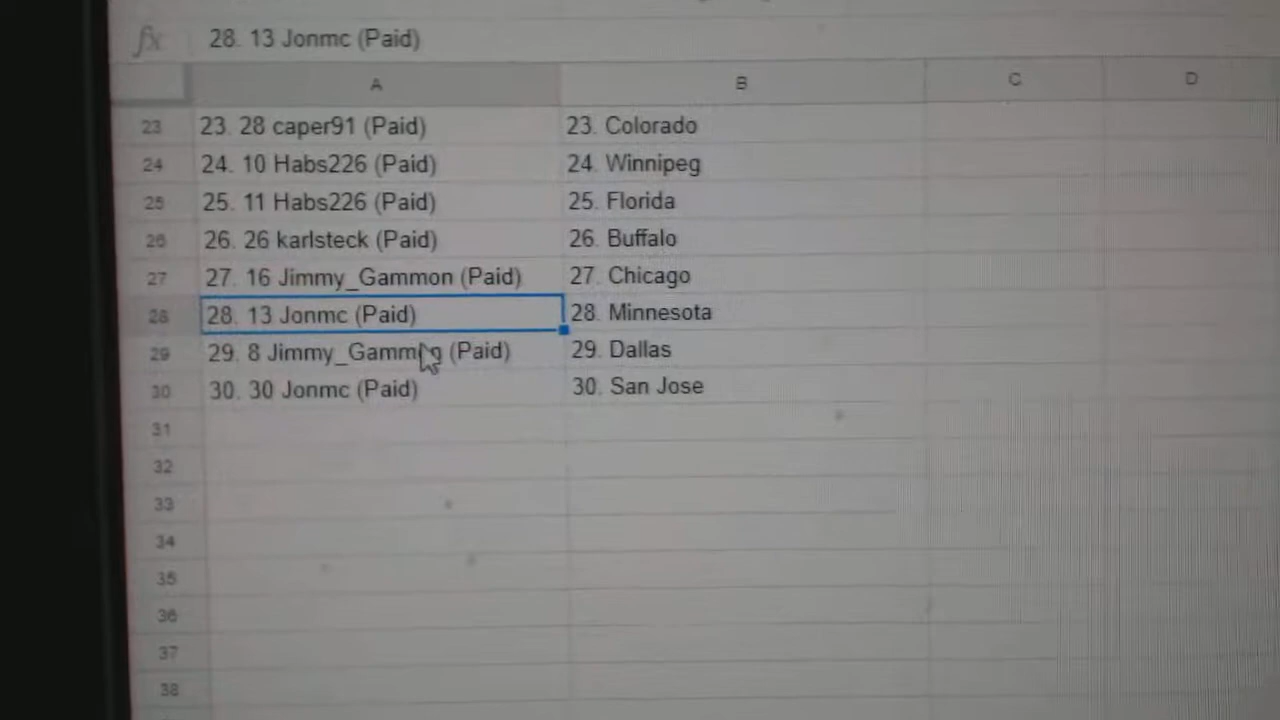 fx 28. 13 Jonmc (Paid)
A B C D
23 23. 28 caper91 (Paid) 23. Colorado
24 24. 10 Habs226 (Paid) 24. Winnipeg
25 25. 11 Habs226 (Paid) 25. Florida
26 26. 26 karlsteck (Paid) 26. Buffalo
27 27. 16 Jimmy_Gammon (Paid) 27. Chicago
28 28. 13 Jonmc (Paid) 28. Minnesota
29 29. 8 Jimmy_Gammon (Paid) 29. Dallas
30 30. 30 Jonmc (Paid) 30. San Jose
31
32
33
34
35
36
37
38